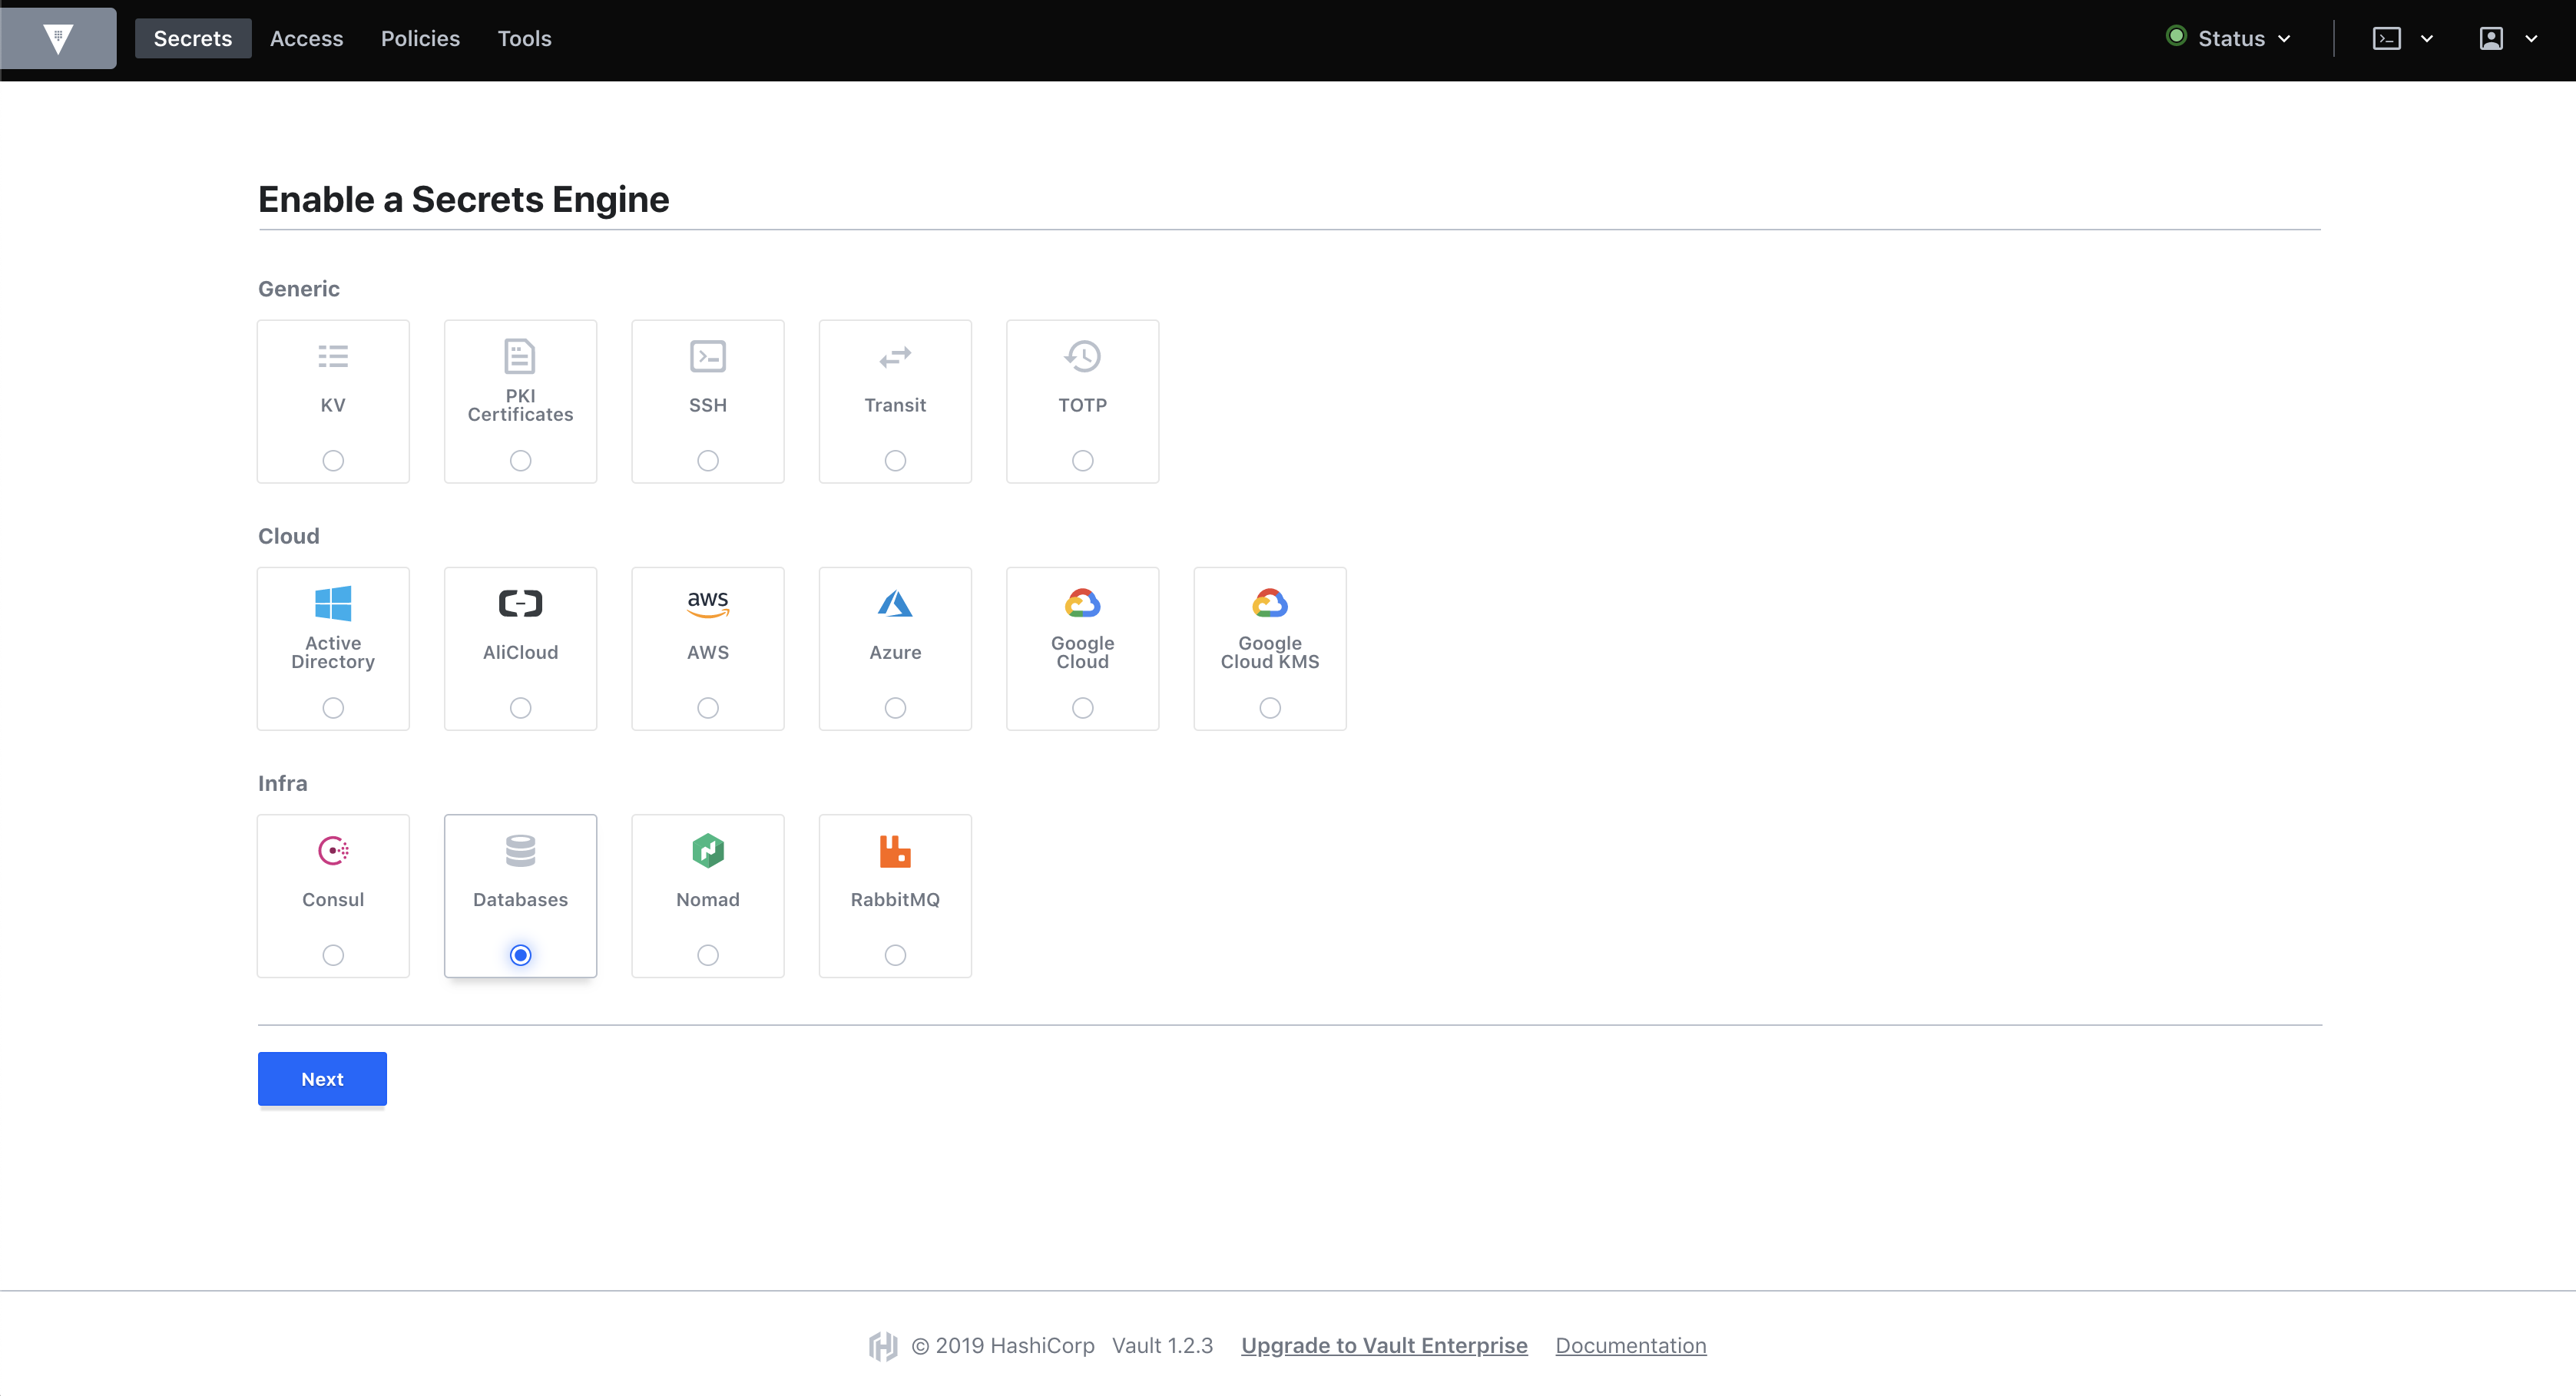 Secrets Access Policies Tools Status
Enable a Secrets Engine
Generic
KV
PKI
Certificates
SSH
Transit
TOTP
Cloud
Active
Directory
AliCloud
aws
AWS
Azure
Google
Cloud
Google
Cloud KMS
Infra
Consul
Databases
Nomad
RabbitMQ
Next
© 2019 HashiCorp Vault 1.2.3 Upgrade to Vault Enterprise Documentation